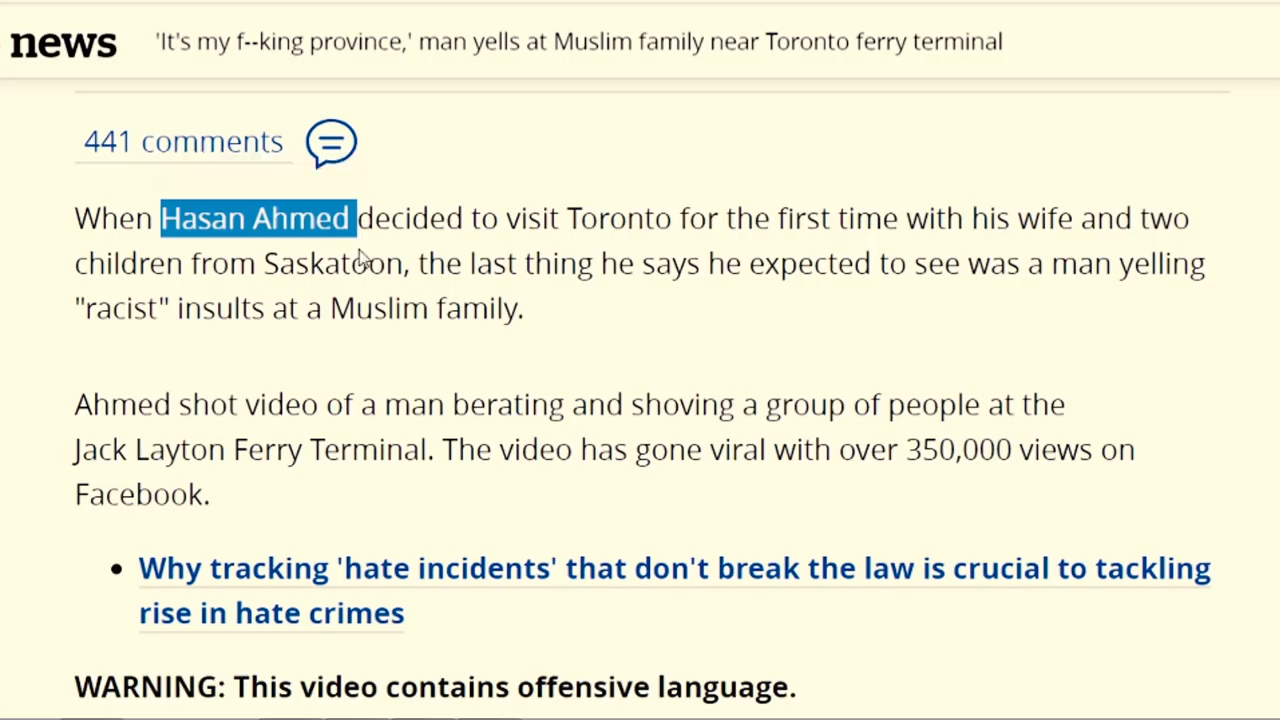 news
'It's my f--king province,' man yells at Muslim family near Toronto ferry terminal
441 comments
When Hasan Ahmed decided to visit Toronto for the first time with his wife and two
children from Saskatoon, the last thing he says he expected to see was a man yelling
"racist" insults at a Muslim family.
Ahmed shot video of a man berating and shoving a group of people at the
Jack Layton Ferry Terminal. The video has gone viral with over 350,000 views on
Facebook.
• Why tracking 'hate incidents' that don't break the law is crucial to tackling
rise in hate crimes
WARNING: This video contains offensive language.